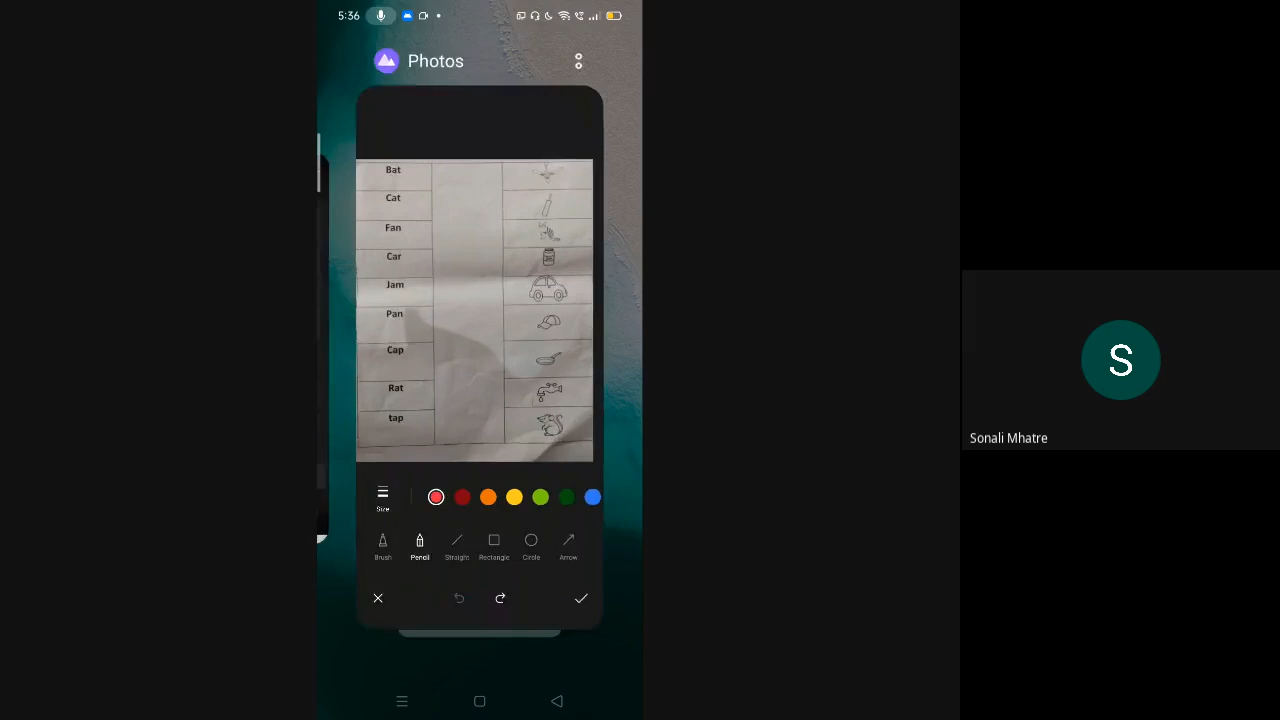 5:36
Photos
Bat
Cat
Fan
Car
Jam
Pan
Cap
Rat
tap
Size
Brush
Pencil
Straight
Rectangle
Circle
Arrow
S
Sonali Mhatre